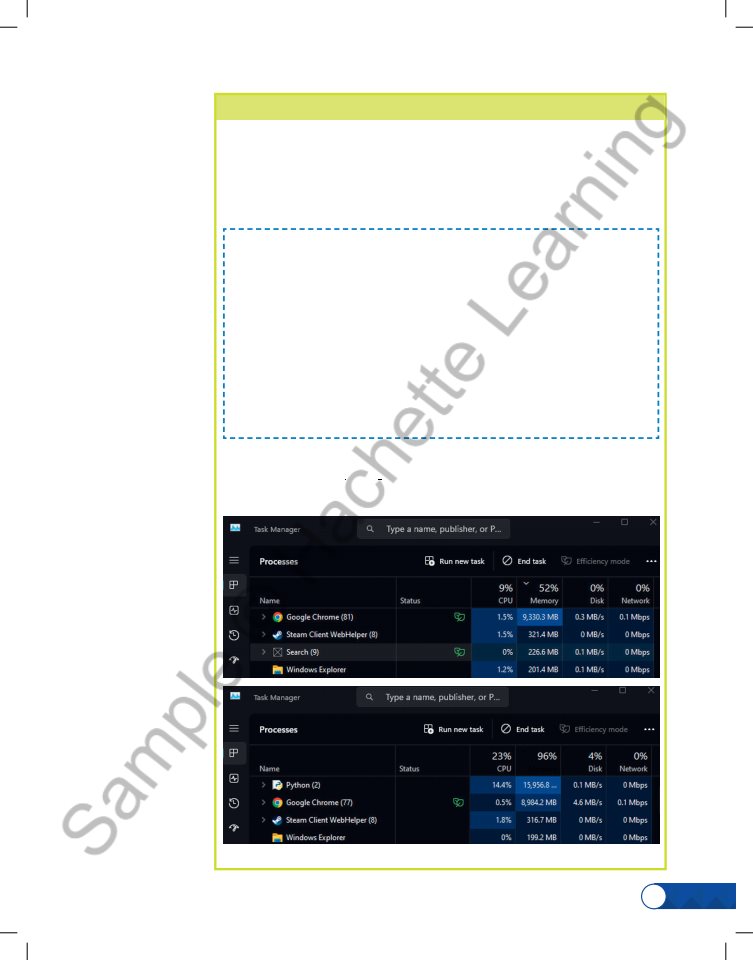 Sample Hachette Learning
Task Manager
Type a name, publisher, or P...
Processes
Run new task
End task
Efficiency mode
9% 52% 0% 0%
Name Status CPU Memory Disk Network
Google Chrome (81) 1.5% 9,330.3 MB 0.3 MB/s 0.1 Mbps
Steam Client WebHelper (8) 1.5% 321.4 MB 0 MB/s 0 Mbps
Search (9) 0% 226.6 MB 0.1 MB/s 0 Mbps
Windows Explorer 1.2% 201.4 MB 0.1 MB/s 0 Mbps
Task Manager
Type a name, publisher, or P...
Processes
Run new task
End task
Efficiency mode
23% 96% 4% 0%
Name Status CPU Memory Disk Network
Python (2) 14.4% 15,956.8 ... 0.1 MB/s 0 Mbps
Google Chrome (77) 0.5% 8,984.2 MB 4.6 MB/s 0.1 Mbps
Steam Client WebHelper (8) 1.8% 316.7 MB 0 MB/s 0 Mbps
Windows Explorer 0% 199.2 MB 0 MB/s 0 Mbps